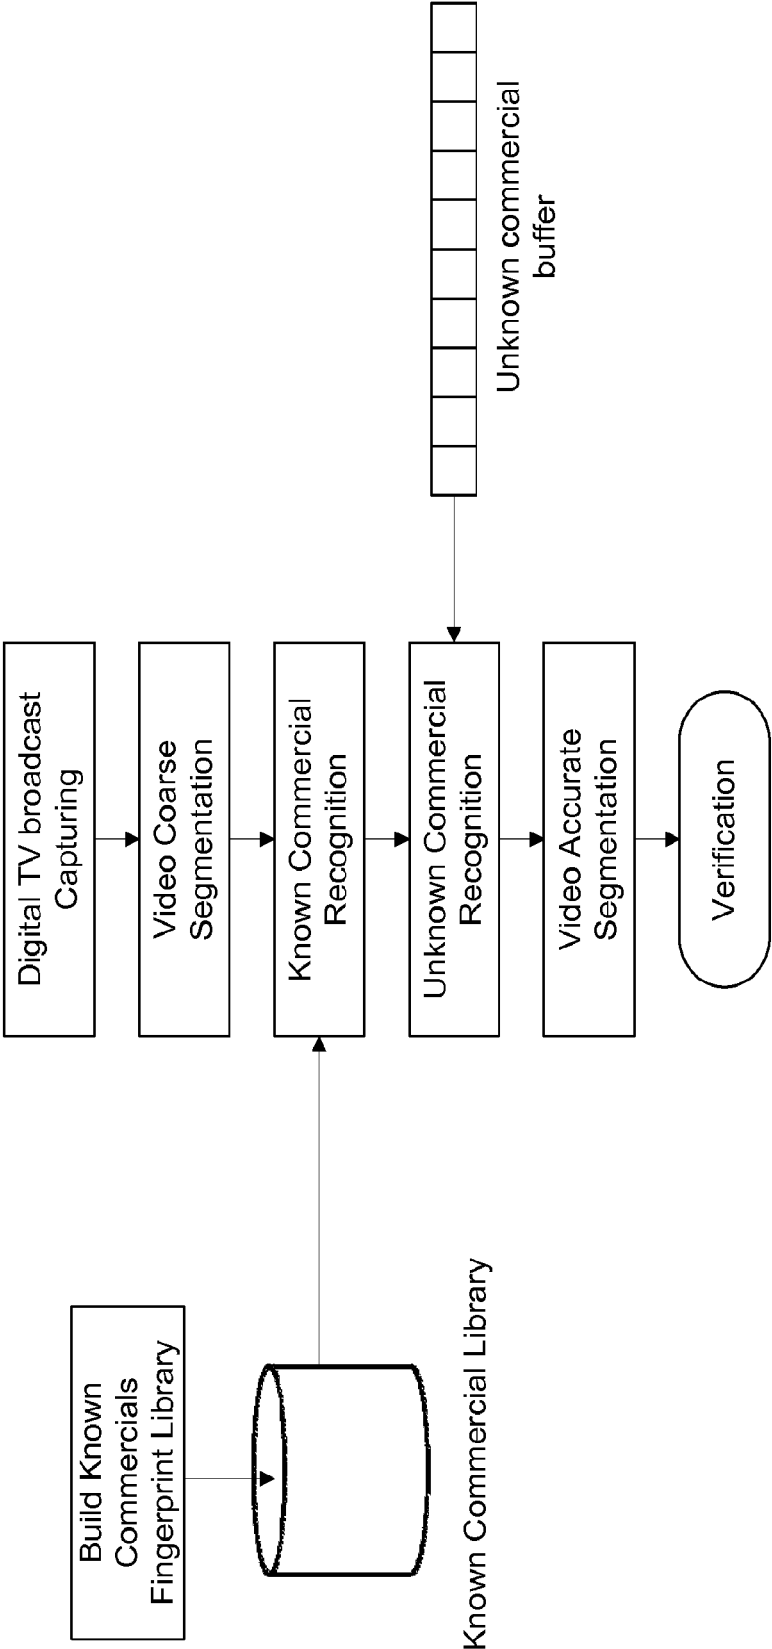 Build Known
Commercials
Fingerprint Library
Known Commercial Library
Digital TV broadcast
Capturing
Video Coarse
Segmentation
Known Commercial
Recognition
Unknown Commercial
Recognition
Video Accurate
Segmentation
Verification
Unknown commercial
buffer